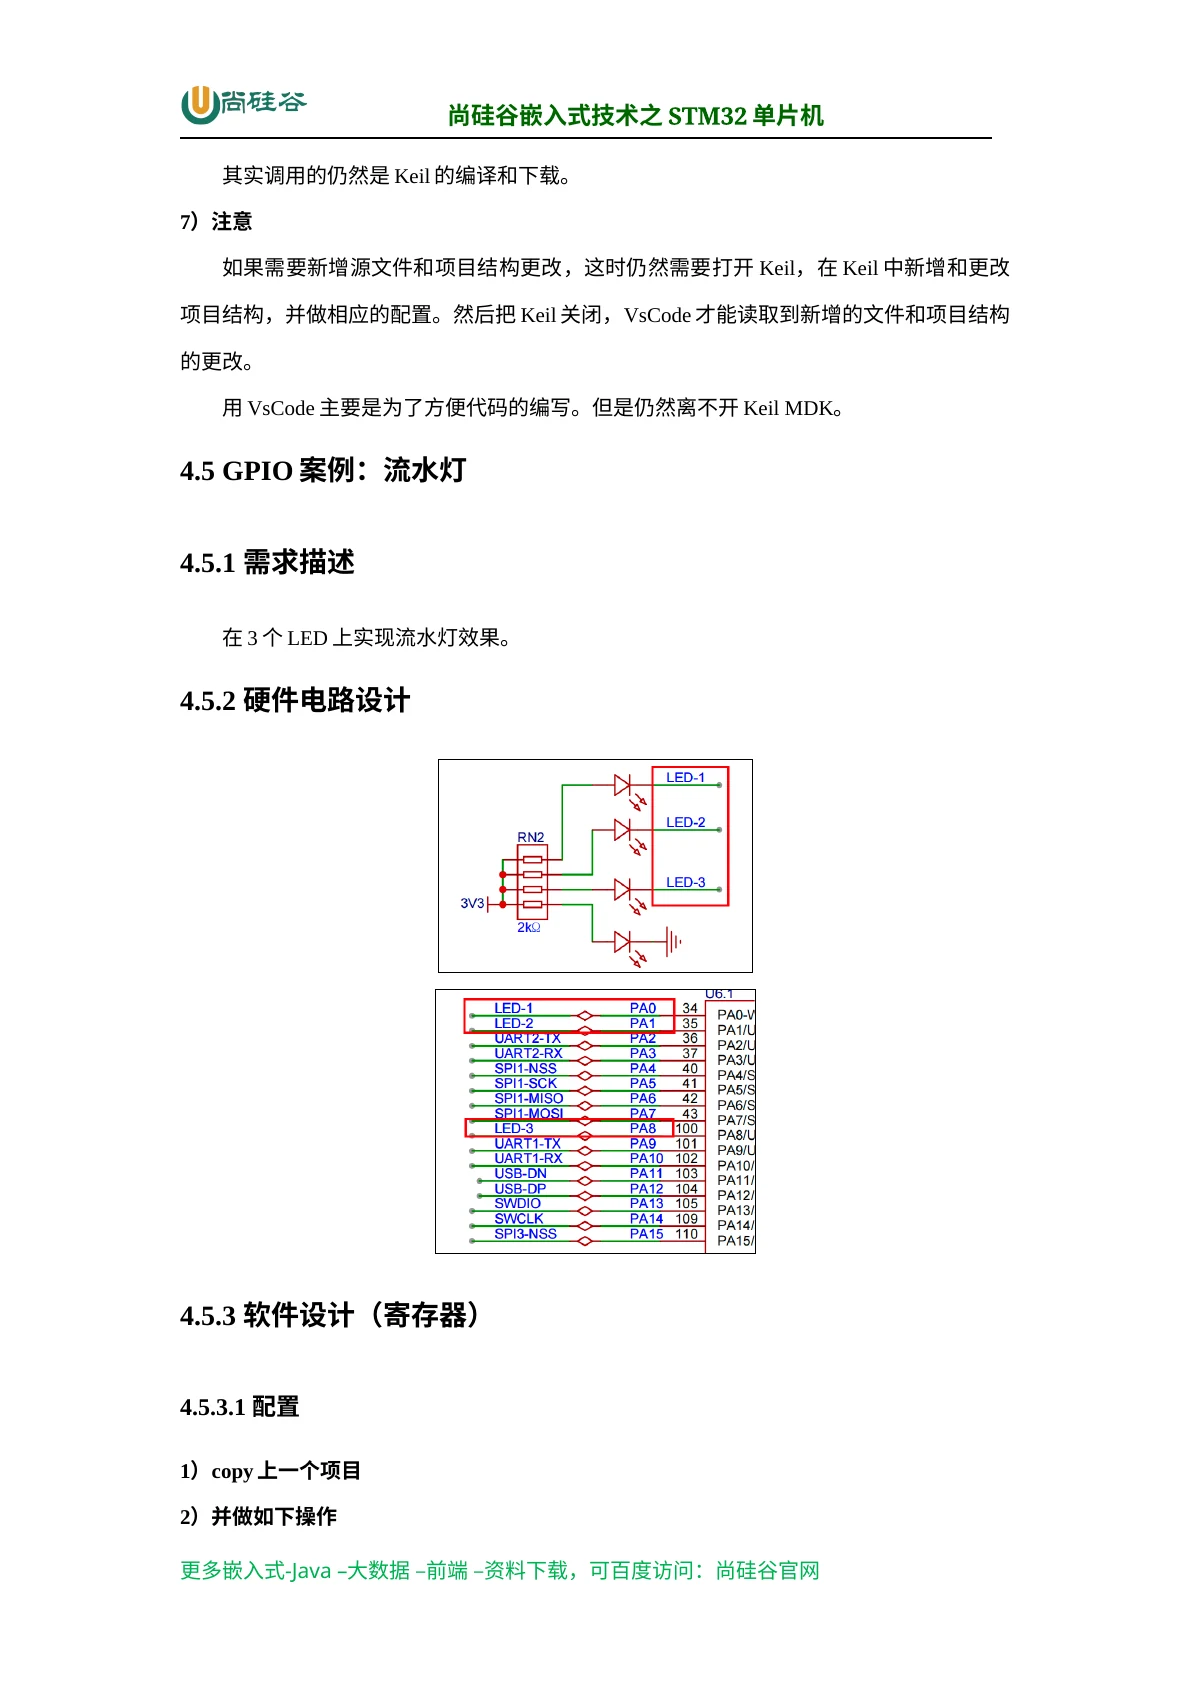 尚硅谷
尚硅谷嵌入式技术之 STM32 单片机
其实调用的仍然是 Keil 的编译和下载。
7）注意
如果需要新增源文件和项目结构更改，这时仍然需要打开 Keil，在 Keil 中新增和更改
项目结构，并做相应的配置。然后把 Keil 关闭，VsCode 才能读取到新增的文件和项目结构
的更改。
用 VsCode 主要是为了方便代码的编写。但是仍然离不开 Keil MDK。
4.5 GPIO 案例：流水灯
4.5.1 需求描述
在 3 个 LED 上实现流水灯效果。
4.5.2 硬件电路设计
LED-1
LED-2
RN2
LED-3
3V3
2kΩ
U6.1
LED-1 PA0 34 PA0-W
LED-2 PA1 35 PA1/U
UART2-TX PA2 36 PA2/U
UART2-RX PA3 37 PA3/U
SPI1-NSS PA4 40 PA4/S
SPI1-SCK PA5 41 PA5/S
SPI1-MISO PA6 42 PA6/S
SPI1-MOSI PA7 43 PA7/S
LED-3 PA8 100 PA8/U
UART1-TX PA9 101 PA9/U
UART1-RX PA10 102 PA10/
USB-DN PA11 103 PA11/
USB-DP PA12 104 PA12/
SWDIO PA13 105 PA13/
SWCLK PA14 109 PA14/
SPI3-NSS PA15 110 PA15/
4.5.3 软件设计（寄存器）
4.5.3.1 配置
1）copy 上一个项目
2）并做如下操作
更多嵌入式-Java –大数据 –前端 –资料下载，可百度访问：尚硅谷官网